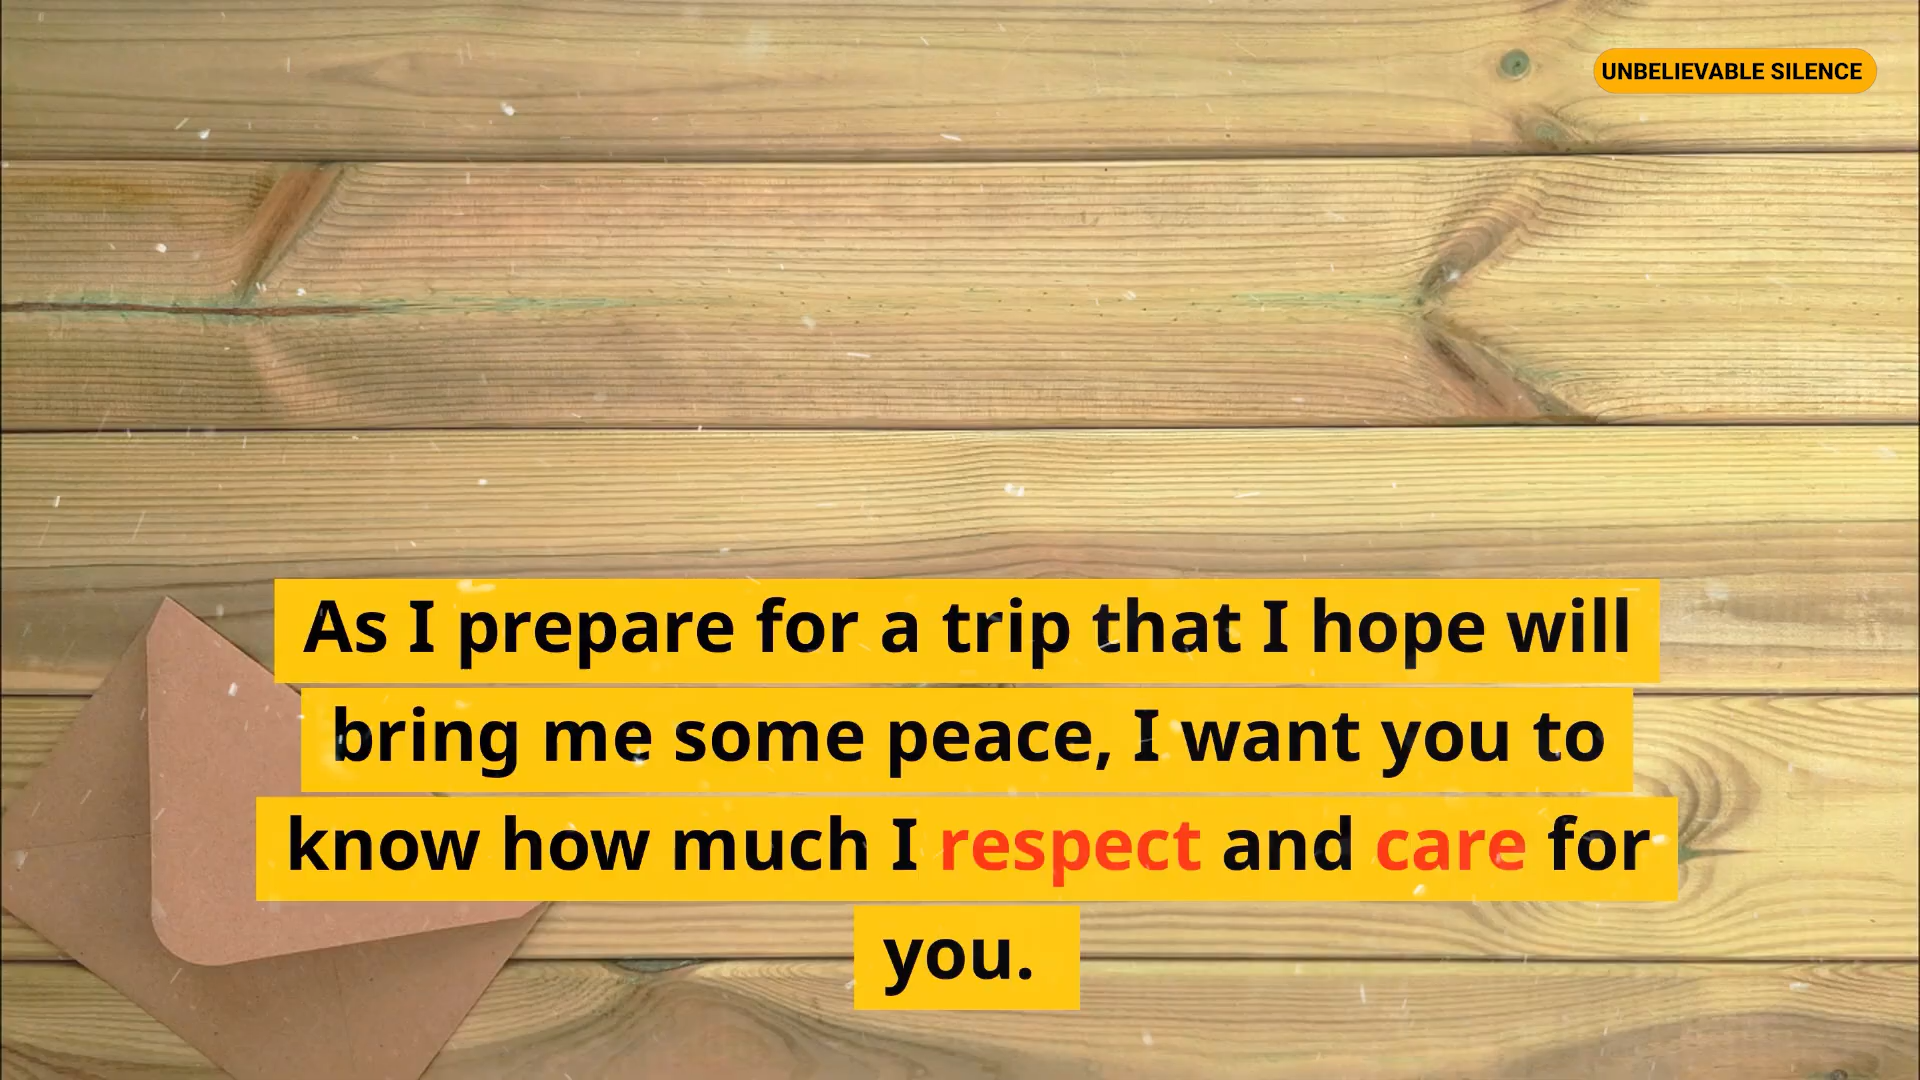 UNBELIEVABLE SILENCE
As I prepare for a trip that I hope will
bring me some peace, I want you to
know how much I respect and care for
you.